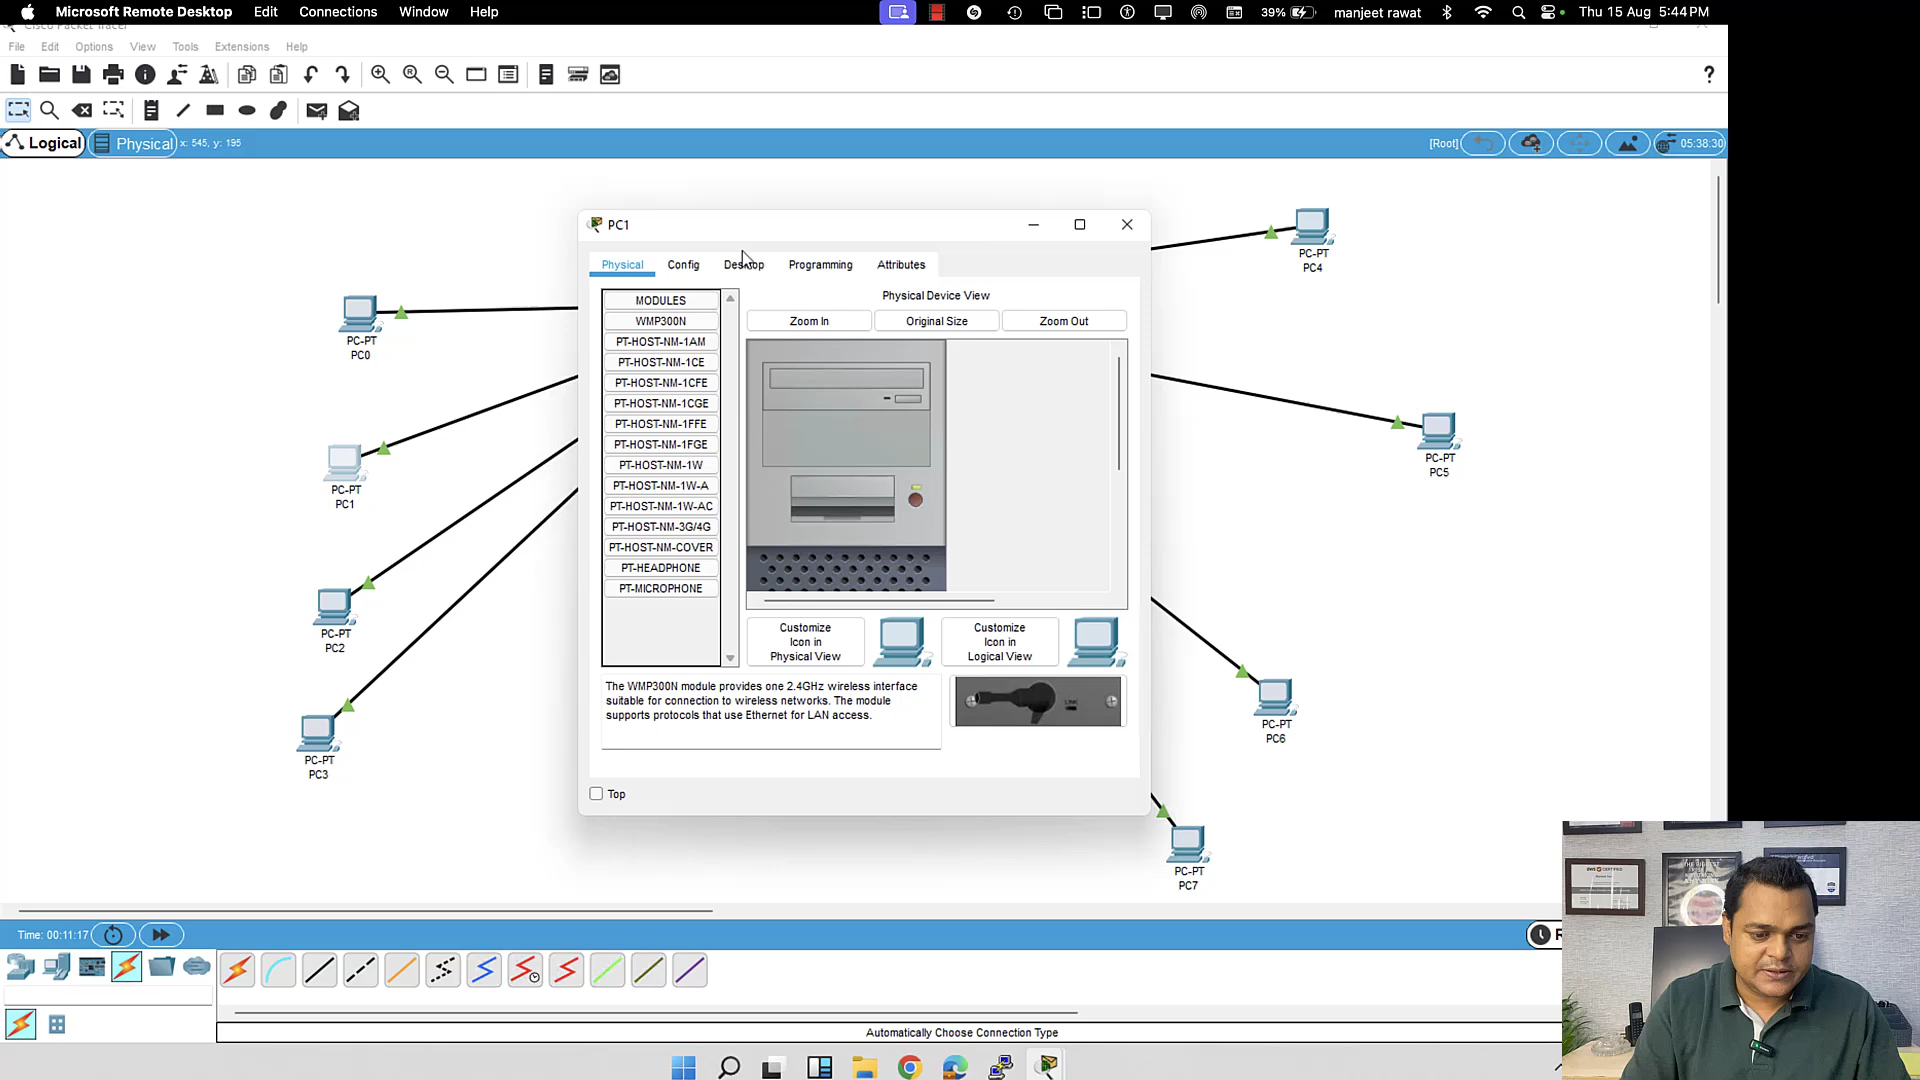 Microsoft Remote Desktop Edit Connections Window Help 39% manjeet rawat Thu 15 Aug 5:44 PM
Cisco Packet Tracer
File Edit Options View Tools Extensions Help
?
Logical Physical x: 545, y: 195 [Root] 05:38:30
PC1
Physical Config Desktop Programming Attributes
MODULES
WMP300N
PT-HOST-NM-1AM
PT-HOST-NM-1CE
PT-HOST-NM-1CFE
PT-HOST-NM-1CGE
PT-HOST-NM-1FFE
PT-HOST-NM-1FGE
PT-HOST-NM-1W
PT-HOST-NM-1W-A
PT-HOST-NM-1W-AC
PT-HOST-NM-3G/4G
PT-HOST-NM-COVER
PT-HEADPHONE
PT-MICROPHONE
Physical Device View
Zoom In Original Size Zoom Out
Customize
Icon in
Physical View
Customize
Icon in
Logical View
The WMP300N module provides one 2.4GHz wireless interface
suitable for connection to wireless networks. The module
supports protocols that use Ethernet for LAN access.
LINK
Top
PC-PT
PC0
PC-PT
PC1
PC-PT
PC2
PC-PT
PC3
PC-PT
PC4
PC-PT
PC5
PC-PT
PC6
PC-PT
PC7
Time: 00:11:17
R
Automatically Choose Connection Type